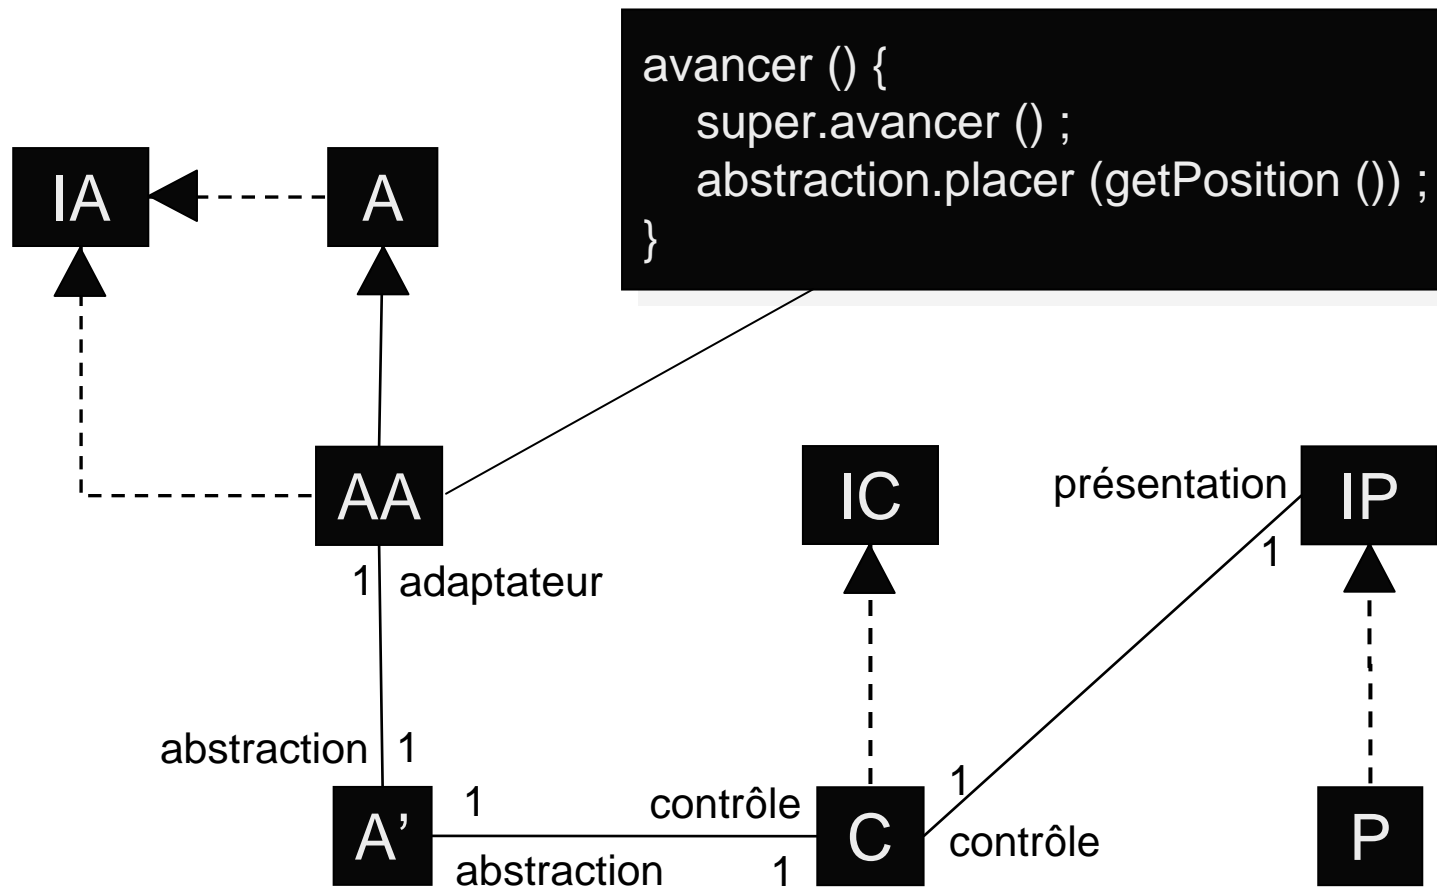 avancer () {
super.avancer () ;
abstraction.placer (getPosition ()) ;
}
IA
A
AA
IC
présentation
IP
1
1 adaptateur
abstraction 1
1
A’
1
contrôle
C
contrôle
P
abstraction
1